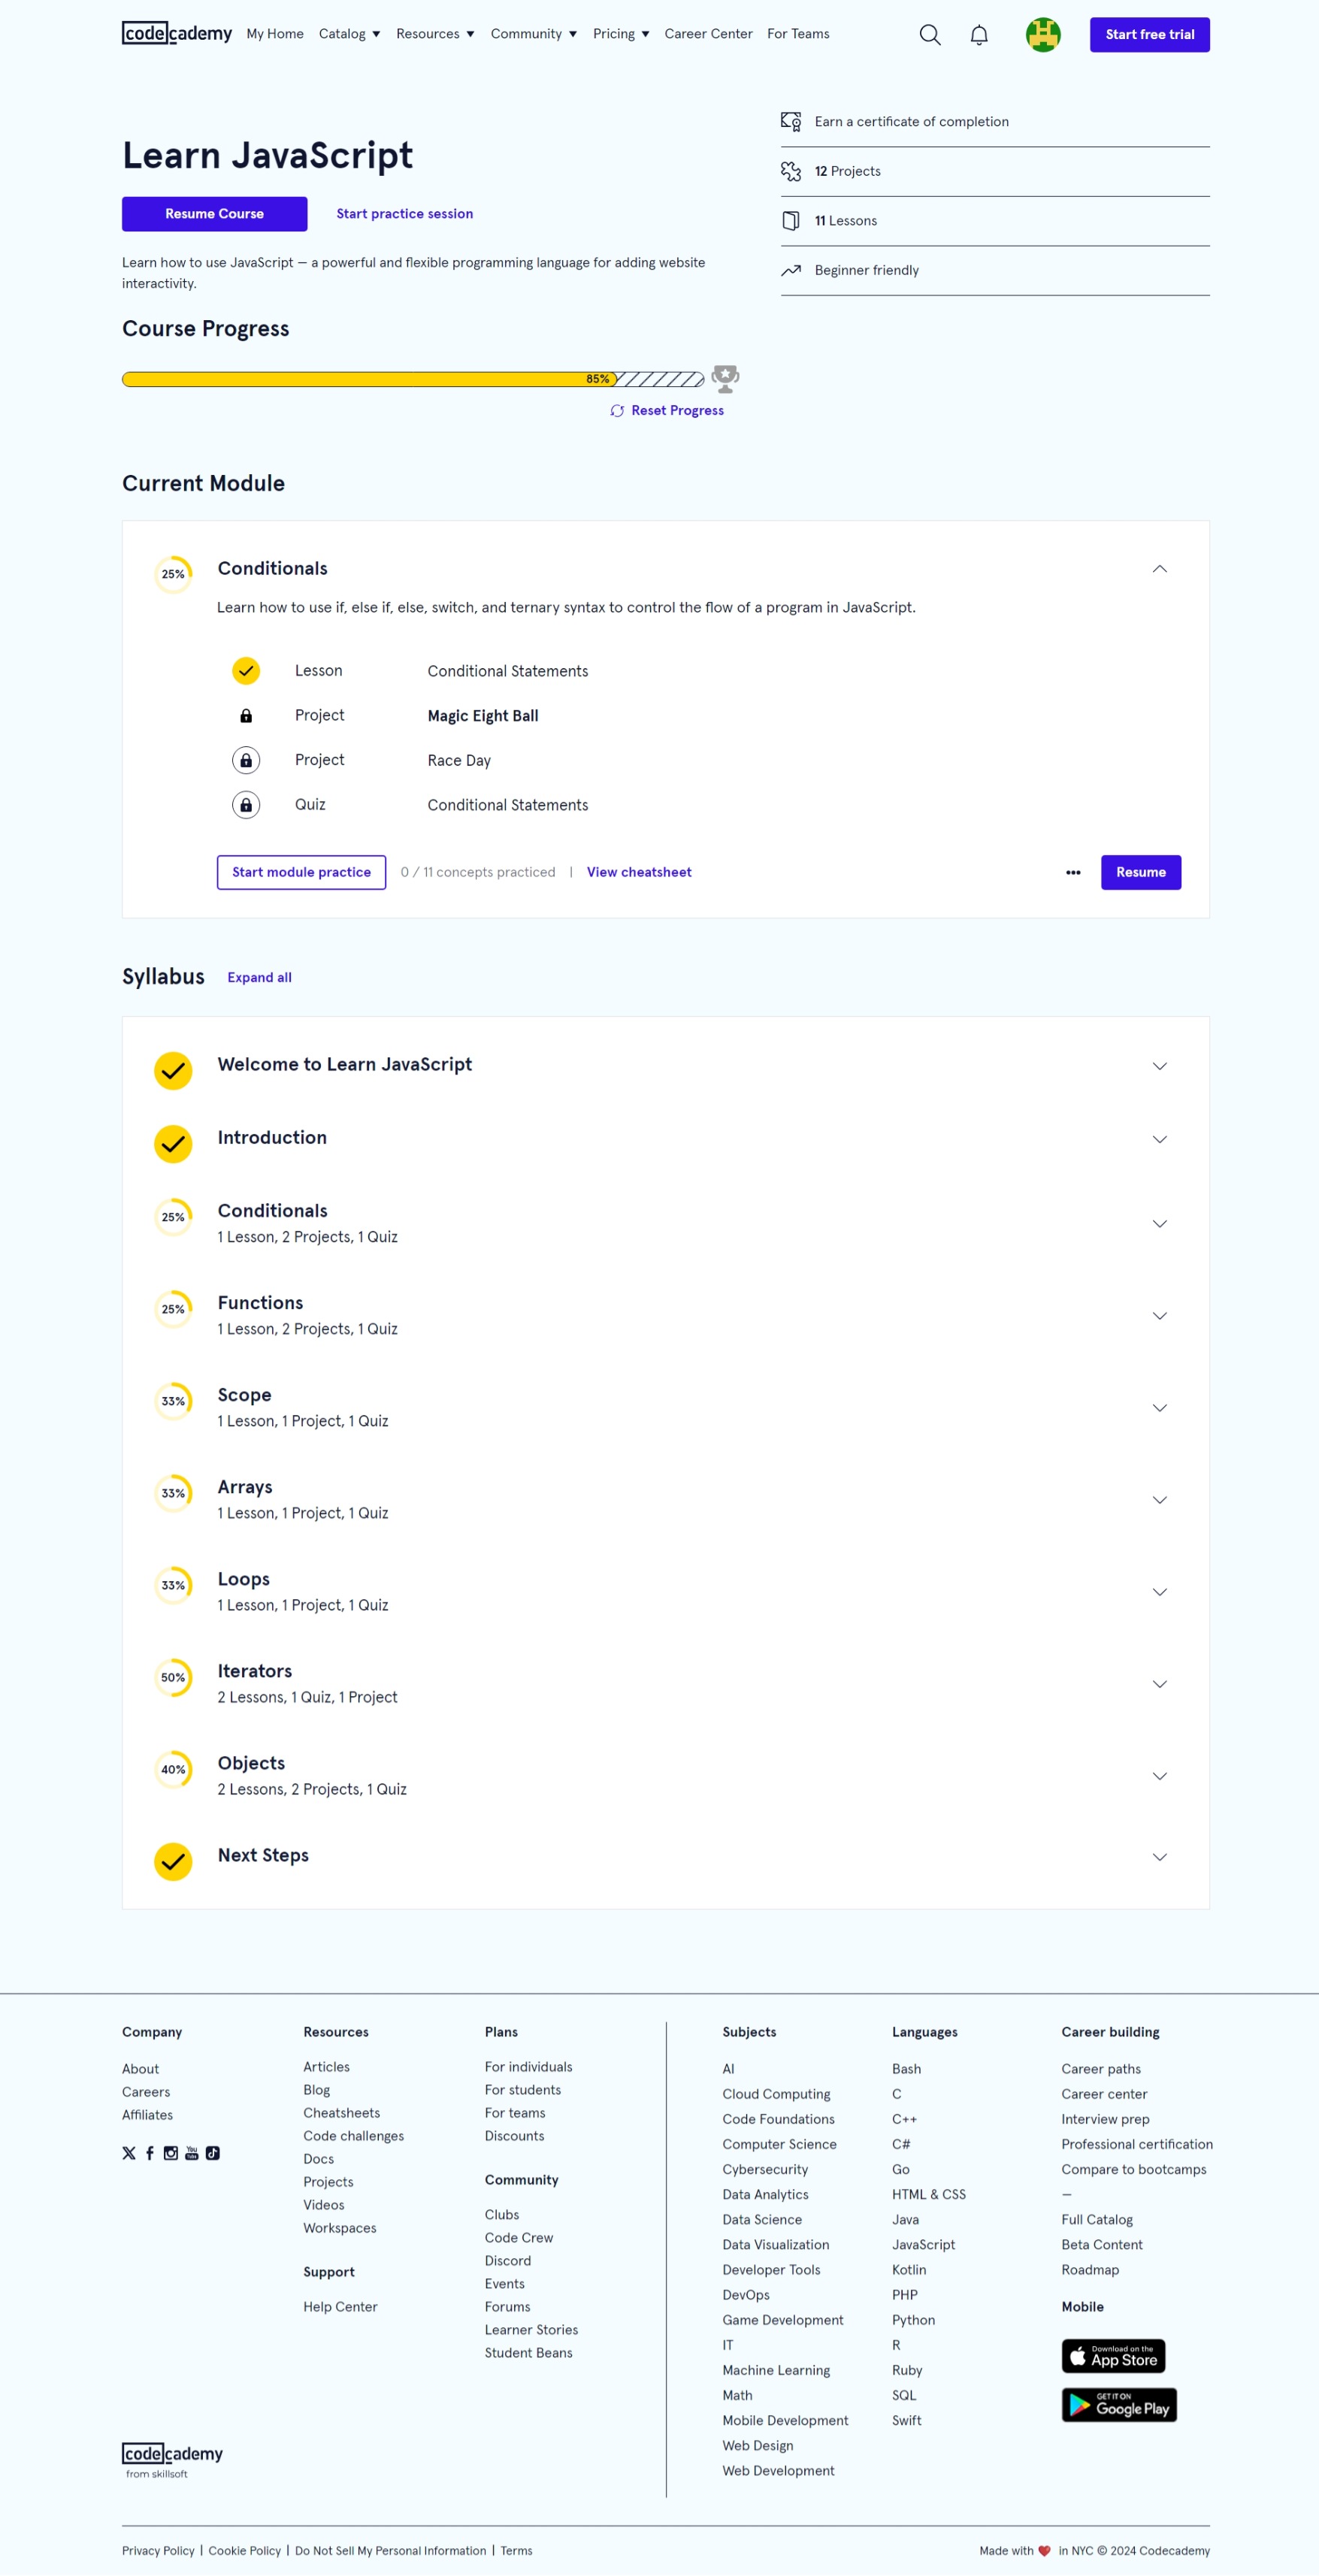 codecademy My Home Catalog Resources Community Pricing Career Center For Teams Start free trial
Learn JavaScript
Resume Course Start practice session
Learn how to use JavaScript — a powerful and flexible programming language for adding website
interactivity.
Earn a certificate of completion
12 Projects
11 Lessons
Beginner friendly
Course Progress
85%
Reset Progress
Current Module
25% Conditionals
Learn how to use if, else if, else, switch, and ternary syntax to control the flow of a program in JavaScript.
Lesson Conditional Statements
Project Magic Eight Ball
Project Race Day
Quiz Conditional Statements
Start module practice 0 / 11 concepts practiced | View cheatsheet ••• Resume
Syllabus Expand all
Welcome to Learn JavaScript
Introduction
25% Conditionals
1 Lesson, 2 Projects, 1 Quiz
25% Functions
1 Lesson, 2 Projects, 1 Quiz
33% Scope
1 Lesson, 1 Project, 1 Quiz
33% Arrays
1 Lesson, 1 Project, 1 Quiz
33% Loops
1 Lesson, 1 Project, 1 Quiz
50% Iterators
2 Lessons, 1 Quiz, 1 Project
40% Objects
2 Lessons, 2 Projects, 1 Quiz
Next Steps
Company
About
Careers
Affiliates
You
Tube
Resources
Articles
Blog
Cheatsheets
Code challenges
Docs
Projects
Videos
Workspaces
Support
Help Center
Plans
For individuals
For students
For teams
Discounts
Community
Clubs
Code Crew
Discord
Events
Forums
Learner Stories
Student Beans
Subjects
AI
Cloud Computing
Code Foundations
Computer Science
Cybersecurity
Data Analytics
Data Science
Data Visualization
Developer Tools
DevOps
Game Development
IT
Machine Learning
Math
Mobile Development
Web Design
Web Development
Languages
Bash
C
C++
C#
Go
HTML & CSS
Java
JavaScript
Kotlin
PHP
Python
R
Ruby
SQL
Swift
Career building
Career paths
Career center
Interview prep
Professional certification
Compare to bootcamps
—
Full Catalog
Beta Content
Roadmap
Mobile
Download on the
App Store
GET IT ON
Google Play
codecademy
from skillsoft
Privacy Policy | Cookie Policy | Do Not Sell My Personal Information | Terms
Made with ❤️ in NYC © 2024 Codecademy